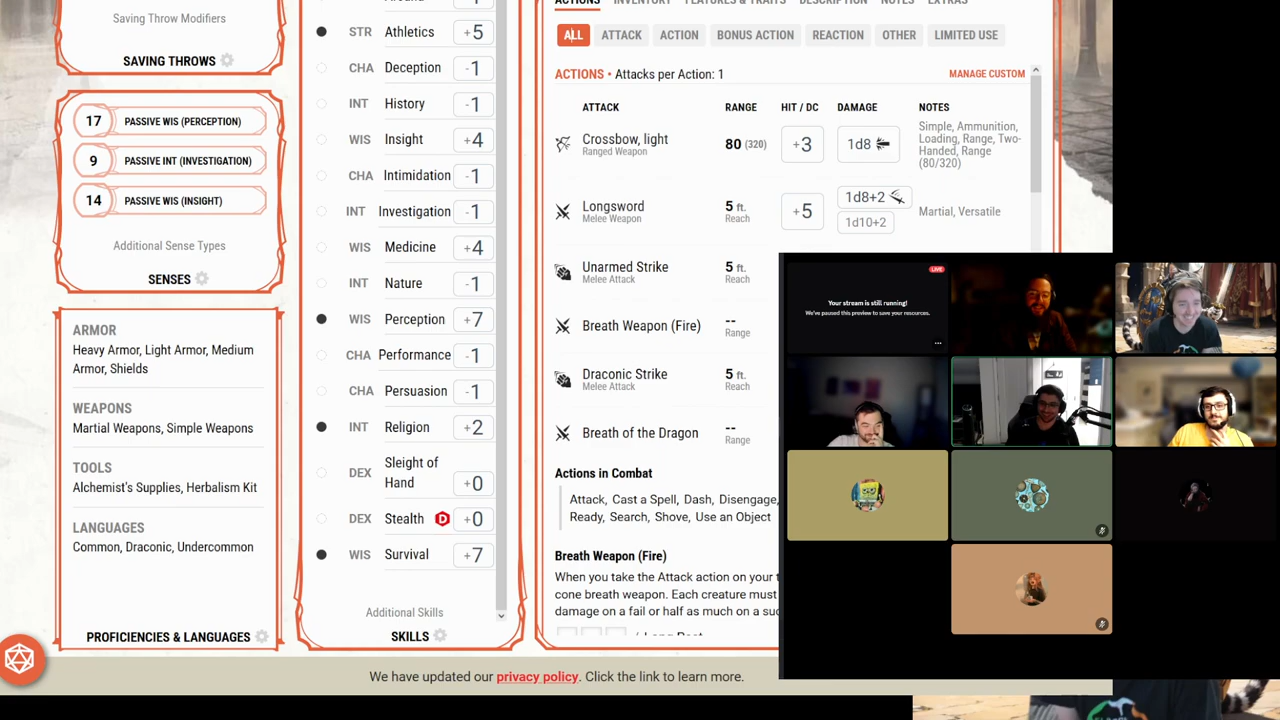 Saving Throw Modifiers
SAVING THROWS
17 PASSIVE WIS (PERCEPTION)
9 PASSIVE INT (INVESTIGATION)
14 PASSIVE WIS (INSIGHT)
Additional Sense Types
SENSES
ARMOR
Heavy Armor, Light Armor, Medium
Armor, Shields
WEAPONS
Martial Weapons, Simple Weapons
TOOLS
Alchemist's Supplies, Herbalism Kit
LANGUAGES
Common, Draconic, Undercommon
PROFICIENCIES & LANGUAGES
STR Athletics +5
CHA Deception -1
INT History -1
WIS Insight +4
CHA Intimidation -1
INT Investigation -1
WIS Medicine +4
INT Nature -1
WIS Perception +7
CHA Performance -1
CHA Persuasion -1
INT Religion +2
DEX Sleight of
Hand +0
DEX Stealth D +0
WIS Survival +7
Additional Skills
SKILLS
ACTIONS INVENTORY FEATURES & TRAITS DESCRIPTION NOTES EXTRAS
ALL ATTACK ACTION BONUS ACTION REACTION OTHER LIMITED USE
ACTIONS • Attacks per Action: 1 MANAGE CUSTOM
ATTACK RANGE HIT / DC DAMAGE NOTES
Crossbow, light 80 (320) +3 1d8
Ranged Weapon
Simple, Ammunition,
Loading, Range, Two-
Handed, Range
(80/320)
Longsword 5 ft. +5 1d8+2
Melee Weapon Reach 1d10+2 Martial, Versatile
Unarmed Strike 5 ft.
Melee Attack Reach
Breath Weapon (Fire) --
Range
Draconic Strike 5 ft.
Melee Attack Reach
Breath of the Dragon --
Range
Actions in Combat
Attack, Cast a Spell, Dash, Disengage,
Ready, Search, Shove, Use an Object
Breath Weapon (Fire)
When you take the Attack action on your
cone breath weapon. Each creature must
damage on a fail or half as much on a
LIVE
Your stream is still running!
We've paused this preview to save your resources.
We have updated our privacy policy. Click the link to learn more.